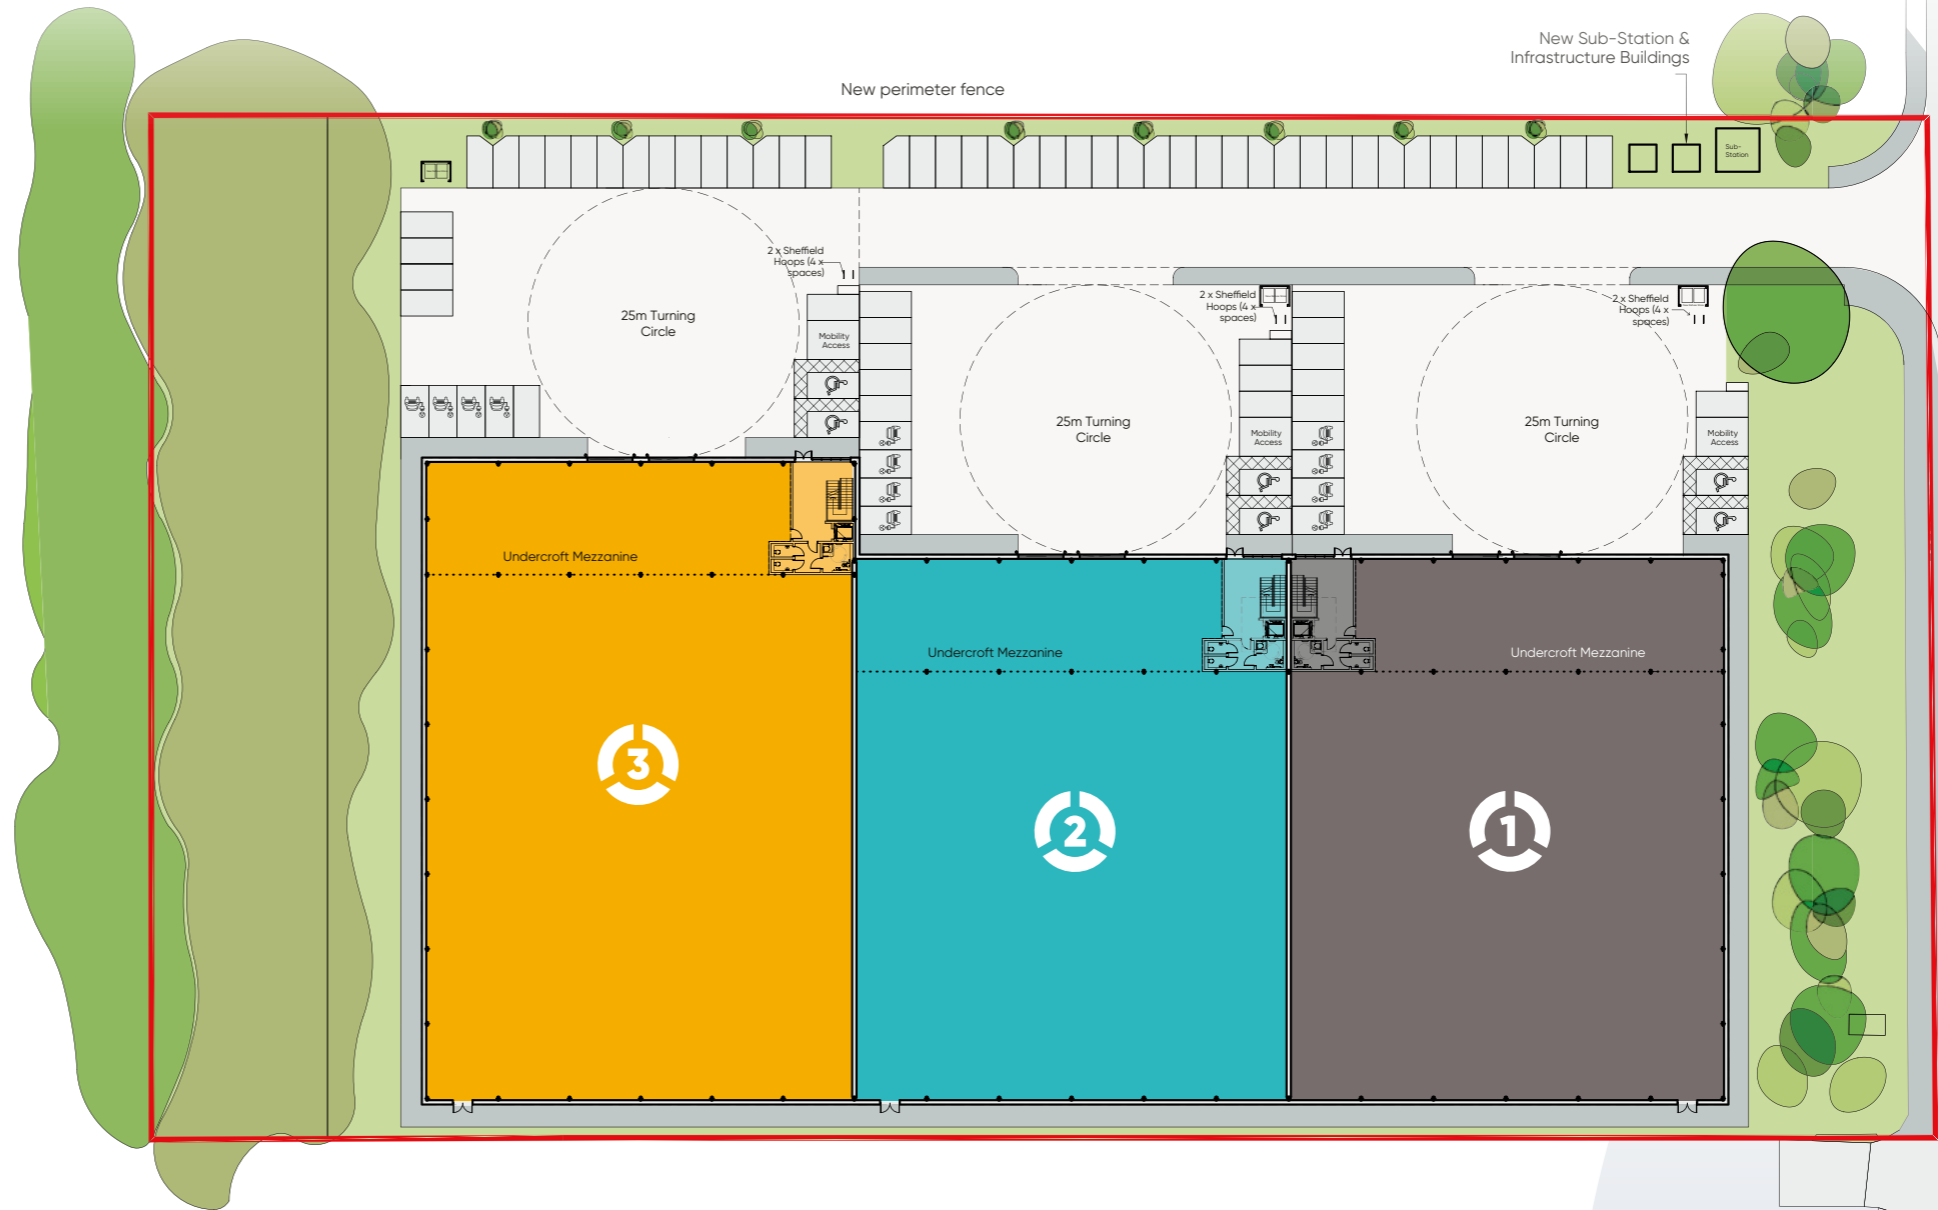 New Sub-Station &
Infrastructure Buildings
New perimeter fence
Sub-
Station
2 x Sheffield
Hoops (4 x
spaces)
25m Turning
Circle
Mobility
Access
2 x Sheffield
Hoops (4 x
spaces)
2 x Sheffield
Hoops (4 x
spaces)
25m Turning
Circle
Mobility
Access
25m Turning
Circle
Mobility
Access
Undercroft Mezzanine
Undercroft Mezzanine
Undercroft Mezzanine
3
2
1